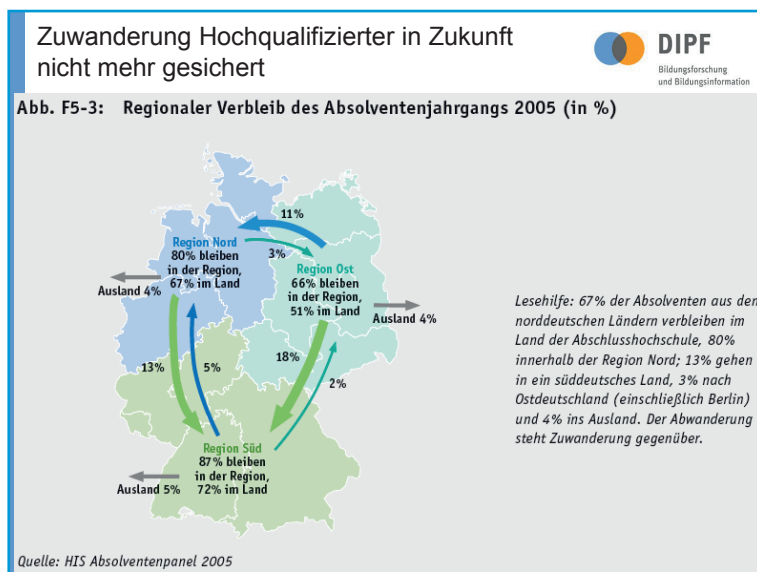 Zuwanderung Hochqualifizierter in Zukunft
nicht mehr gesichert
DIPF
Bildungsforschung
und Bildungsinformation
Abb. F5-3: Regionaler Verbleib des Absolventenjahrgangs 2005 (in %)
11%
Region Nord
80% bleiben
in der Region,
67% im Land
3%
Region Ost
66% bleiben
in der Region,
51% im Land
Ausland 4%
Ausland 4%
13%
5%
18%
2%
Region Süd
87% bleiben
in der Region,
72% im Land
Ausland 5%
Lesehilfe: 67% der Absolventen aus den
norddeutschen Ländern verbleiben im
Land der Abschlusshochschule, 80%
innerhalb der Region Nord; 13% gehen
in ein süddeutsches Land, 3% nach
Ostdeutschland (einschließlich Berlin)
und 4% ins Ausland. Der Abwanderung
steht Zuwanderung gegenüber.
Quelle: HIS Absolventenpanel 2005